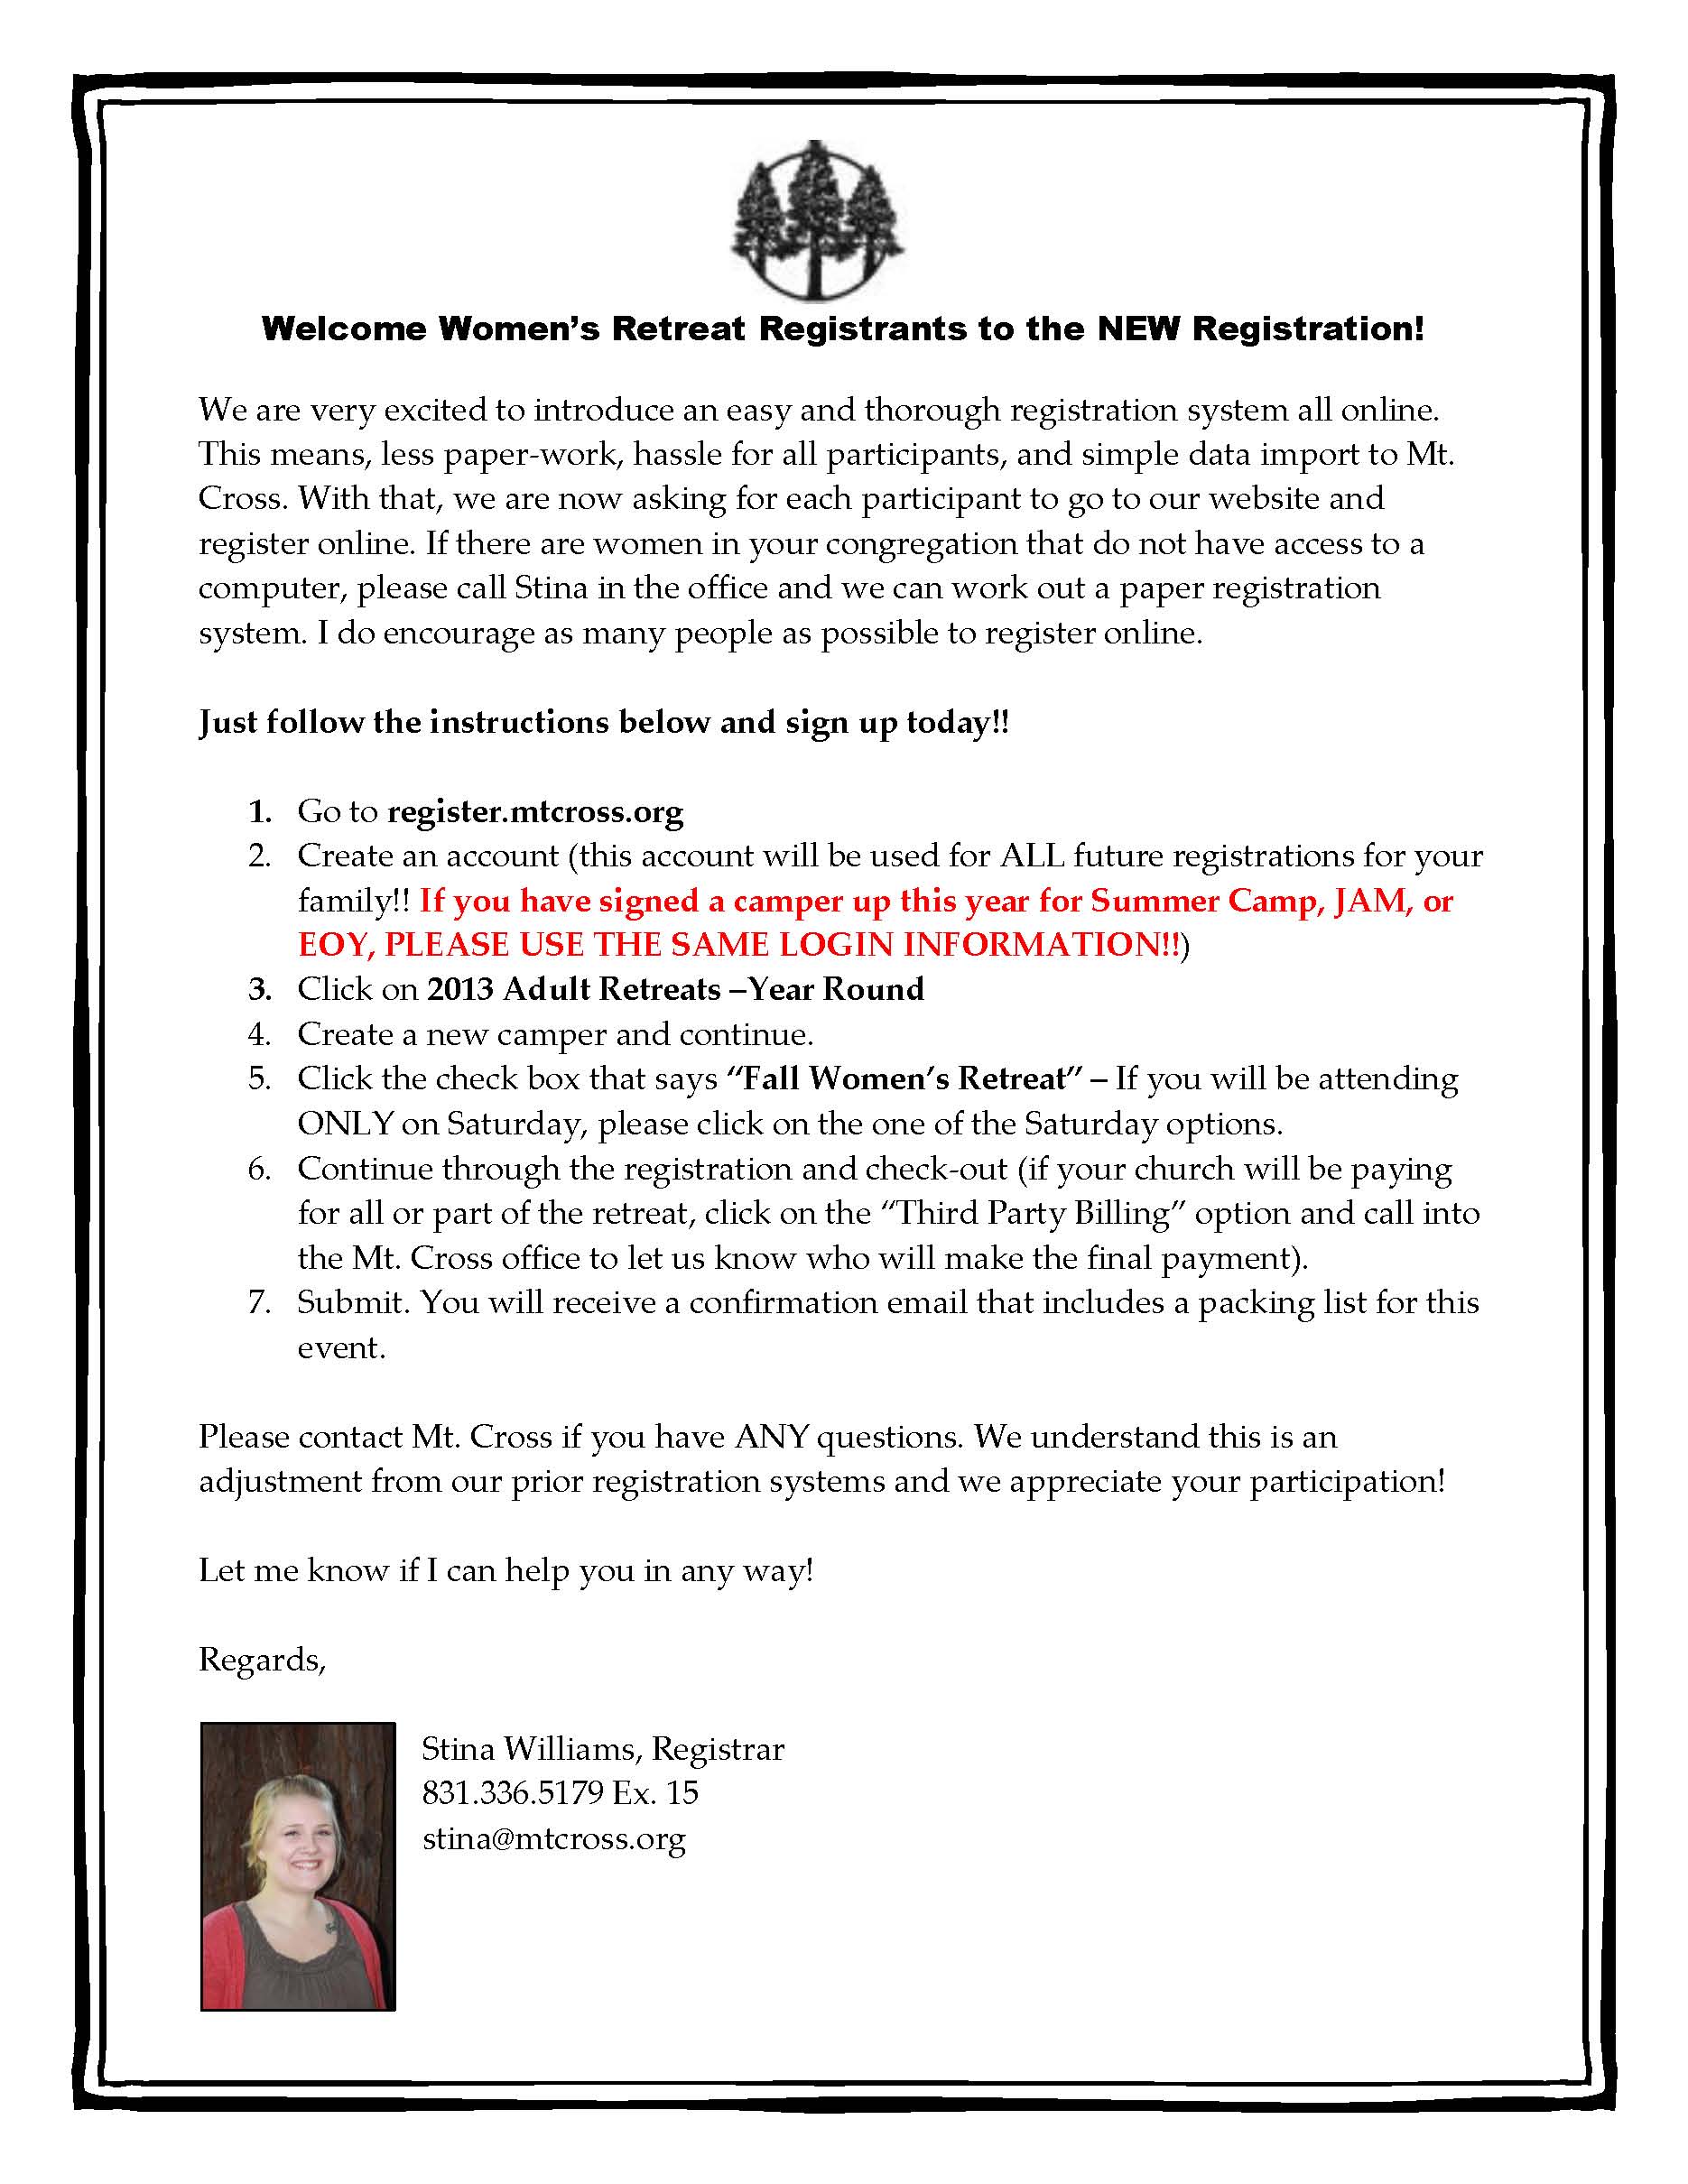 Welcome Women’s Retreat Registrants to the NEW Registration!
We are very excited to introduce an easy and thorough registration system all online.
This means, less paper-work, hassle for all participants, and simple data import to Mt.
Cross. With that, we are now asking for each participant to go to our website and
register online. If there are women in your congregation that do not have access to a
computer, please call Stina in the office and we can work out a paper registration
system. I do encourage as many people as possible to register online.
Just follow the instructions below and sign up today!!
1. Go to register.mtcross.org
2. Create an account (this account will be used for ALL future registrations for your
family!! If you have signed a camper up this year for Summer Camp, JAM, or
EOY, PLEASE USE THE SAME LOGIN INFORMATION!!)
3. Click on 2013 Adult Retreats –Year Round
4. Create a new camper and continue.
5. Click the check box that says “Fall Women’s Retreat” – If you will be attending
ONLY on Saturday, please click on the one of the Saturday options.
6. Continue through the registration and check-out (if your church will be paying
for all or part of the retreat, click on the “Third Party Billing” option and call into
the Mt. Cross office to let us know who will make the final payment).
7. Submit. You will receive a confirmation email that includes a packing list for this
event.
Please contact Mt. Cross if you have ANY questions. We understand this is an
adjustment from our prior registration systems and we appreciate your participation!
Let me know if I can help you in any way!
Regards,
Stina Williams, Registrar
831.336.5179 Ex. 15
stina@mtcross.org